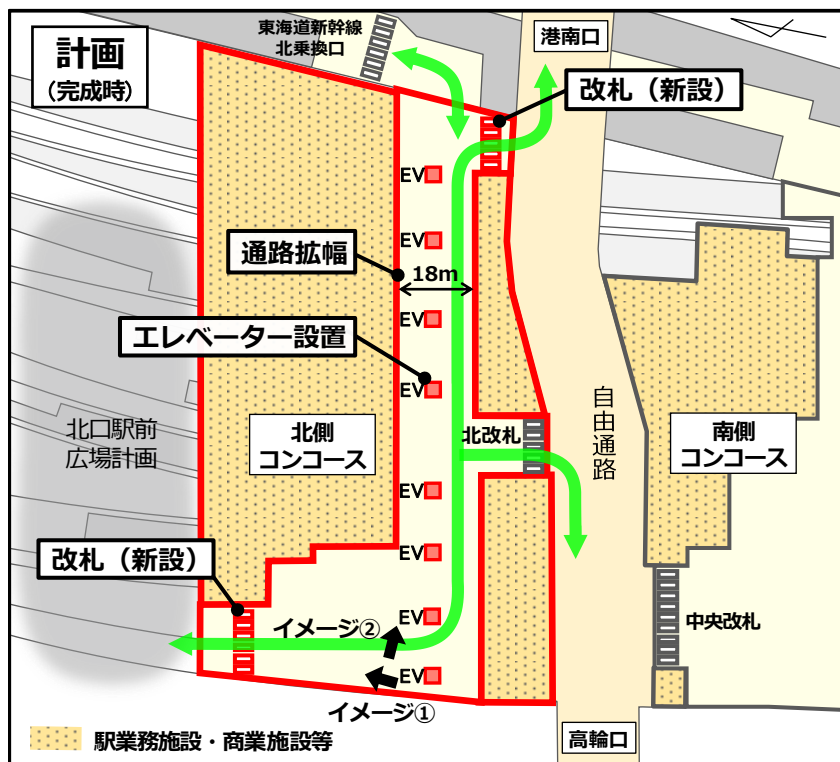 計画
(完成時)
東海道新幹線
北乗換口
港南口
改札（新設）
EV
EV
通路拡幅
18m
EV
エレベーター設置
EV
北口駅前
広場計画
北側
コンコース
北改札
自由通路
南側
コンコース
EV
EV
改札（新設）
イメージ②
EV
中央改札
EV
イメージ①
駅業務施設・商業施設等
高輪口